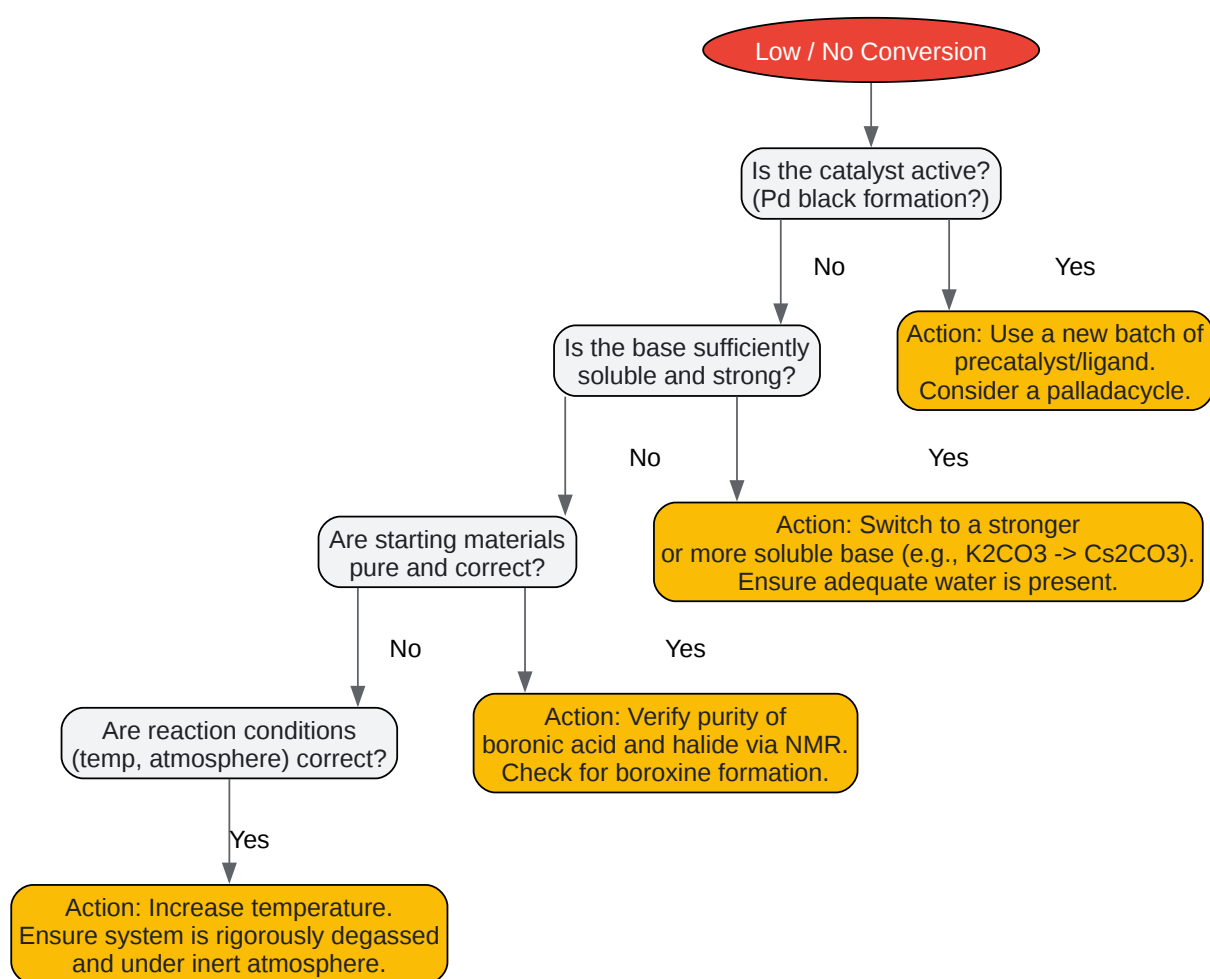 Low / No Conversion
Is the catalyst active?
(Pd black formation?)
No
Yes
Action: Use a new batch of
precatalyst/ligand.
Consider a palladacycle.
Is the base sufficiently
soluble and strong?
No
Yes
Action: Switch to a stronger
or more soluble base (e.g., K2CO3 -> Cs2CO3).
Ensure adequate water is present.
Are starting materials
pure and correct?
No
Yes
Action: Verify purity of
boronic acid and halide via NMR.
Check for boroxine formation.
Are reaction conditions
(temp, atmosphere) correct?
Yes
Action: Increase temperature.
Ensure system is rigorously degassed
and under inert atmosphere.